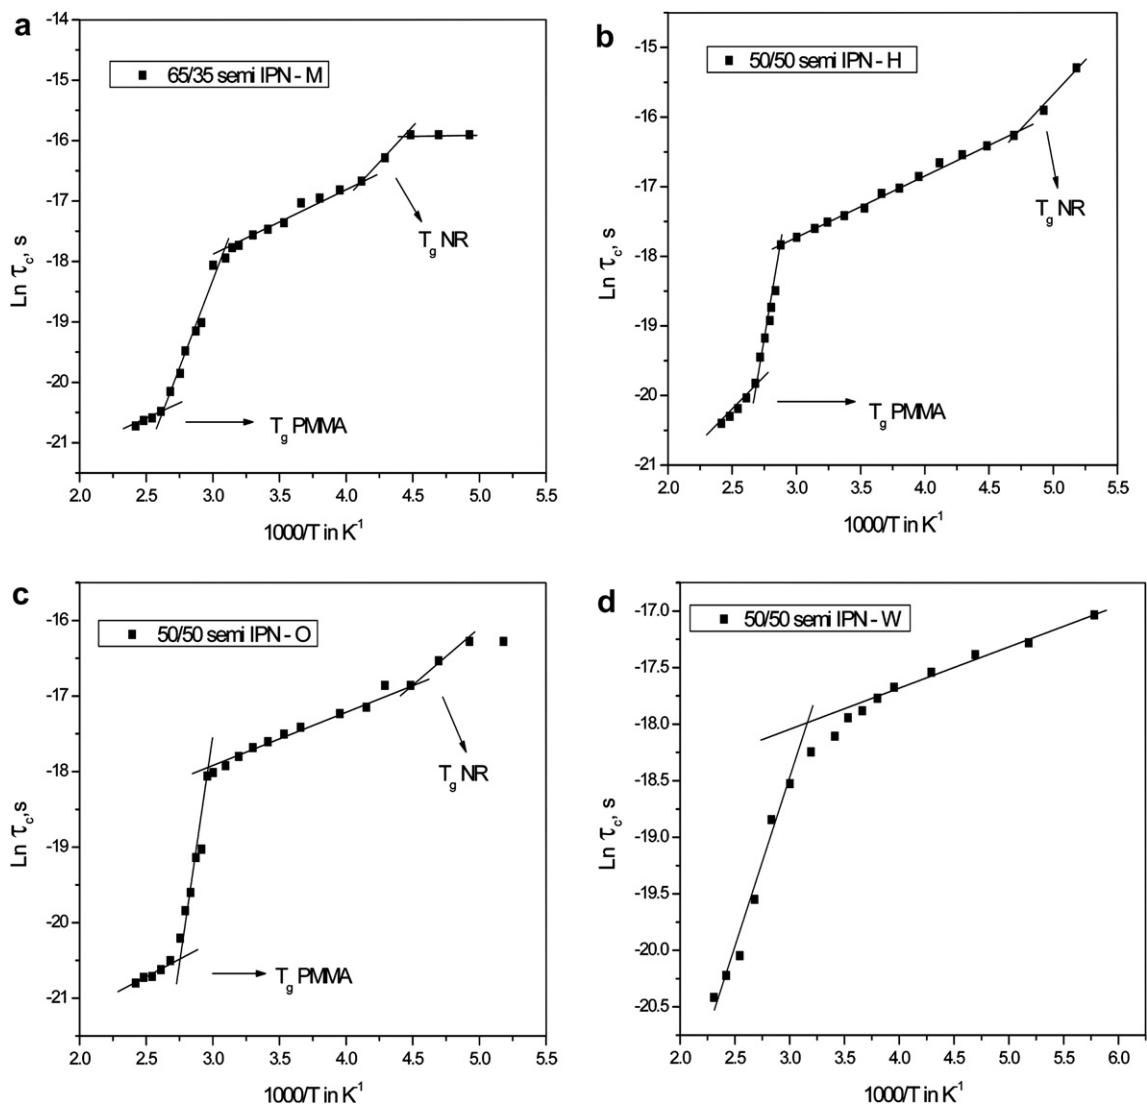 a
65/35 semi IPN - M
-14
-15
-16
-17
-18
-19
-20
-21
Ln τc, s
Tg NR
Tg PMMA
2.0 2.5 3.0 3.5 4.0 4.5 5.0 5.5
1000/T in K-1
b
50/50 semi IPN - H
-15
-16
-17
-18
-19
-20
-21
Ln τc, s
Tg NR
Tg PMMA
2.0 2.5 3.0 3.5 4.0 4.5 5.0 5.5
1000/T in K-1
c
50/50 semi IPN - O
-15
-16
-17
-18
-19
-20
-21
Ln τc, s
Tg NR
Tg PMMA
2.0 2.5 3.0 3.5 4.0 4.5 5.0 5.5
1000/T in K-1
d
50/50 semi IPN - W
-17.0
-17.5
-18.0
-18.5
-19.0
-19.5
-20.0
-20.5
Ln τc, s
2.0 2.5 3.0 3.5 4.0 4.5 5.0 5.5 6.0
1000/T in K-1